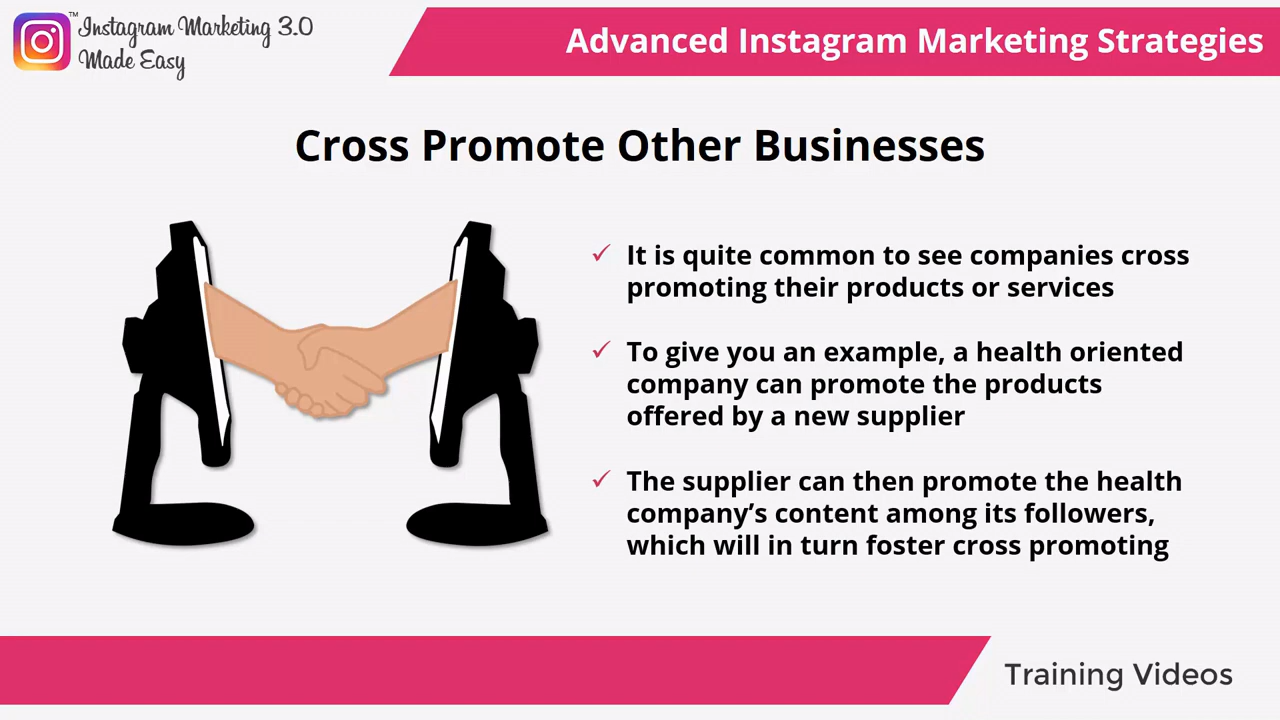 Instagram Marketing 3.0
Made Easy
™
Advanced Instagram Marketing Strategies
Cross Promote Other Businesses
✓ It is quite common to see companies cross
promoting their products or services
✓ To give you an example, a health oriented
company can promote the products
offered by a new supplier
✓ The supplier can then promote the health
company’s content among its followers,
which will in turn foster cross promoting
Training Videos